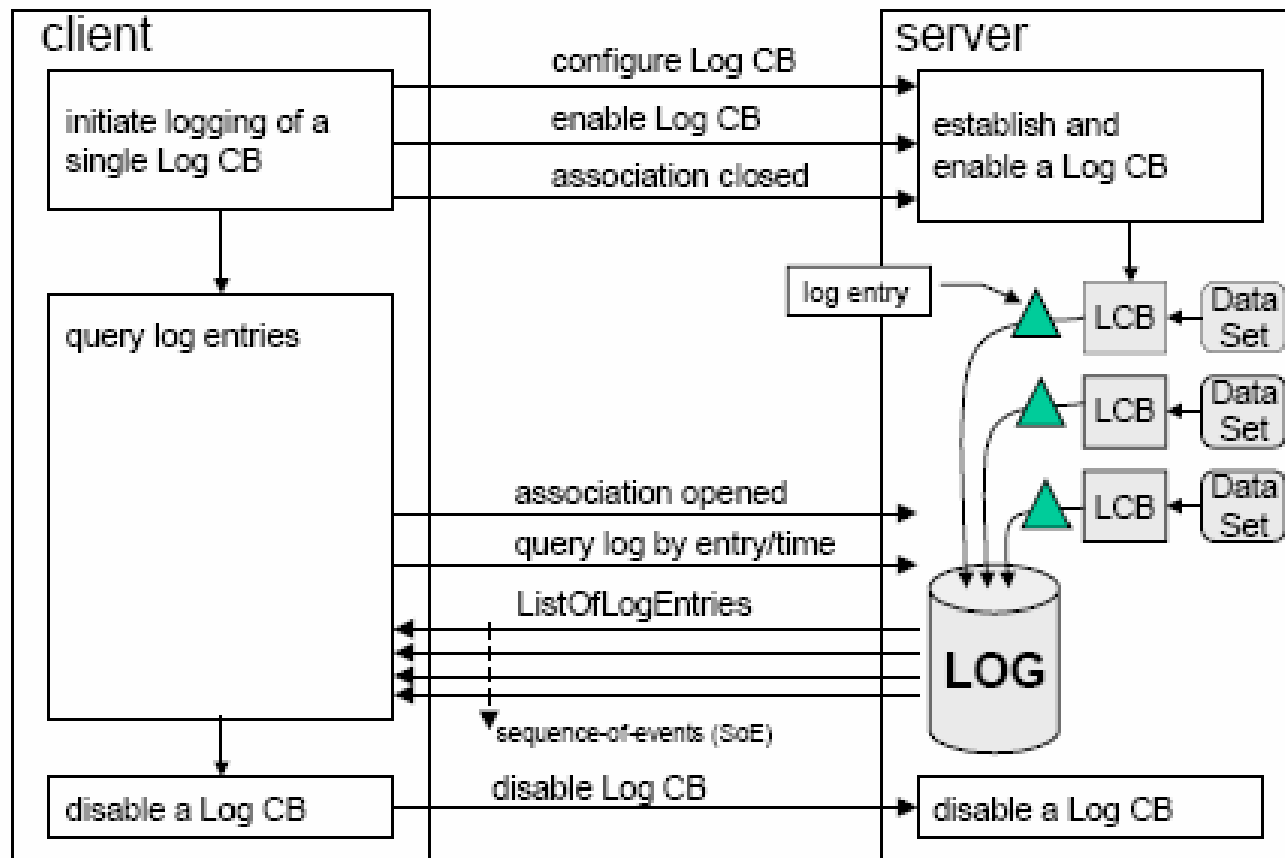 client
server
configure Log CB
initiate logging of a
single Log CB
enable Log CB
establish and
enable a Log CB
association closed
log entry
LCB
Data
Set
query log entries
LCB
Data
Set
LCB
Data
Set
association opened
query log by entry/time
ListOfLogEntries
LOG
sequence-of-events (SoE)
disable a Log CB
disable Log CB
disable a Log CB